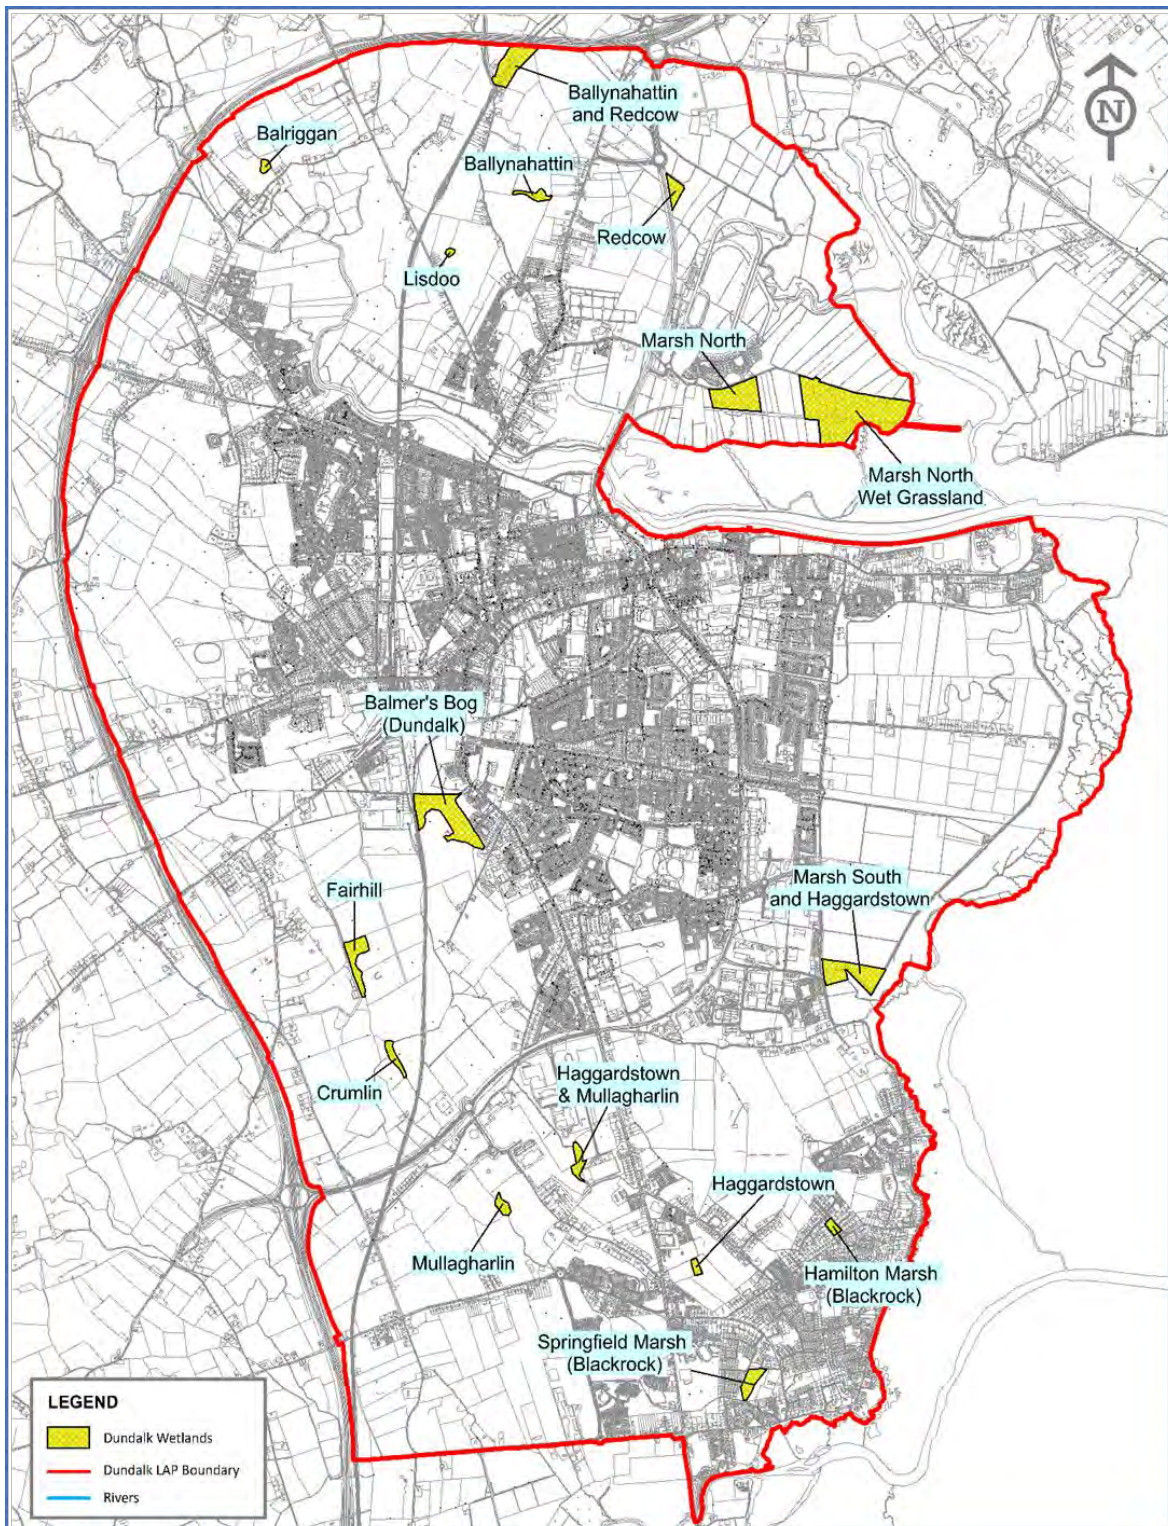 N
Ballynahattin
and Redcow
Balriggan
Ballynahattin
Redcow
Lisdoo
Marsh North
Marsh North
Wet Grassland
Balmer's Bog
(Dundalk)
Marsh South
and Haggardstown
Fairhill
Crumlin
Haggardstown
& Mullagharlin
Haggardstown
Mullagharlin
Hamilton Marsh
(Blackrock)
Springfield Marsh
(Blackrock)
LEGEND
Dundalk Wetlands
Dundalk LAP Boundary
Rivers